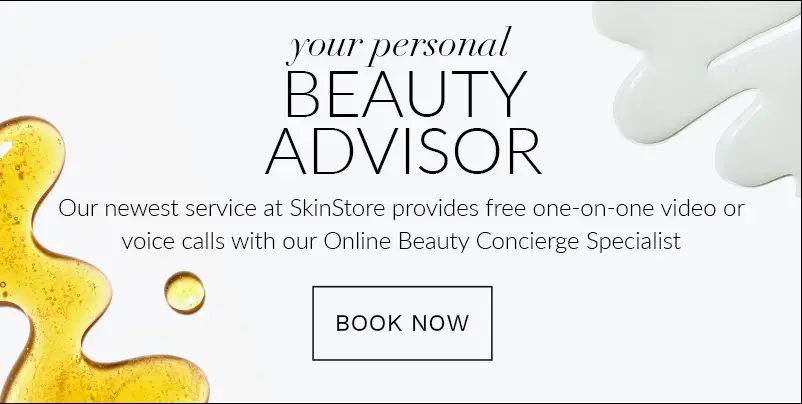 your personal
BEAUTY
ADVISOR
Our newest service at SkinStore provides free one-on-one video or
voice calls with our Online Beauty Concierge Specialist
BOOK NOW